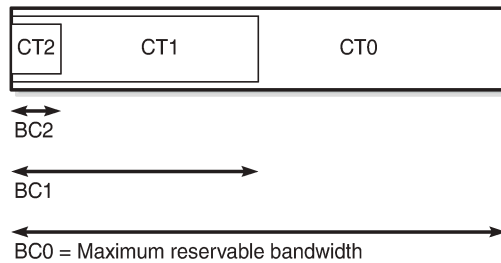 CT2 CT1 CT0
BC2
BC1
BC0 = Maximum reservable bandwidth